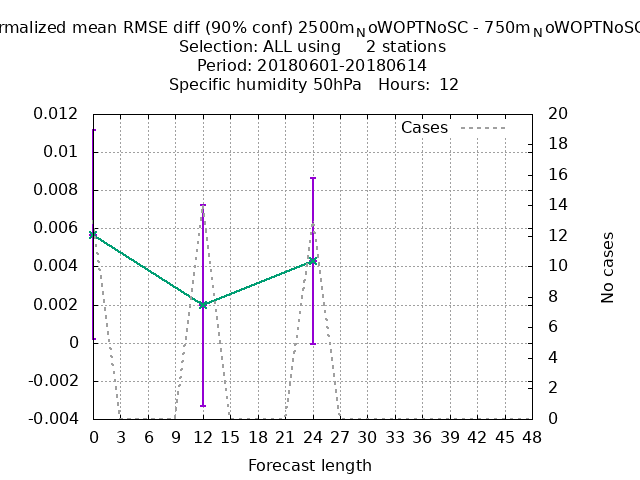 rmalized mean RMSE diff (90% conf) 2500mNoWOPTNoSC - 750mNoWOPTNoSC
Selection: ALL using 2 stations
Period: 20180601-20180614
Specific humidity 50hPa Hours: 12
Cases
0.012
0.01
0.008
0.006
0.004
0.002
0
-0.002
-0.004
20
18
16
14
12
10
8
6
4
2
0
No cases
0 3 6 9 12 15 18 21 24 27 30 33 36 39 42 45 48
Forecast length